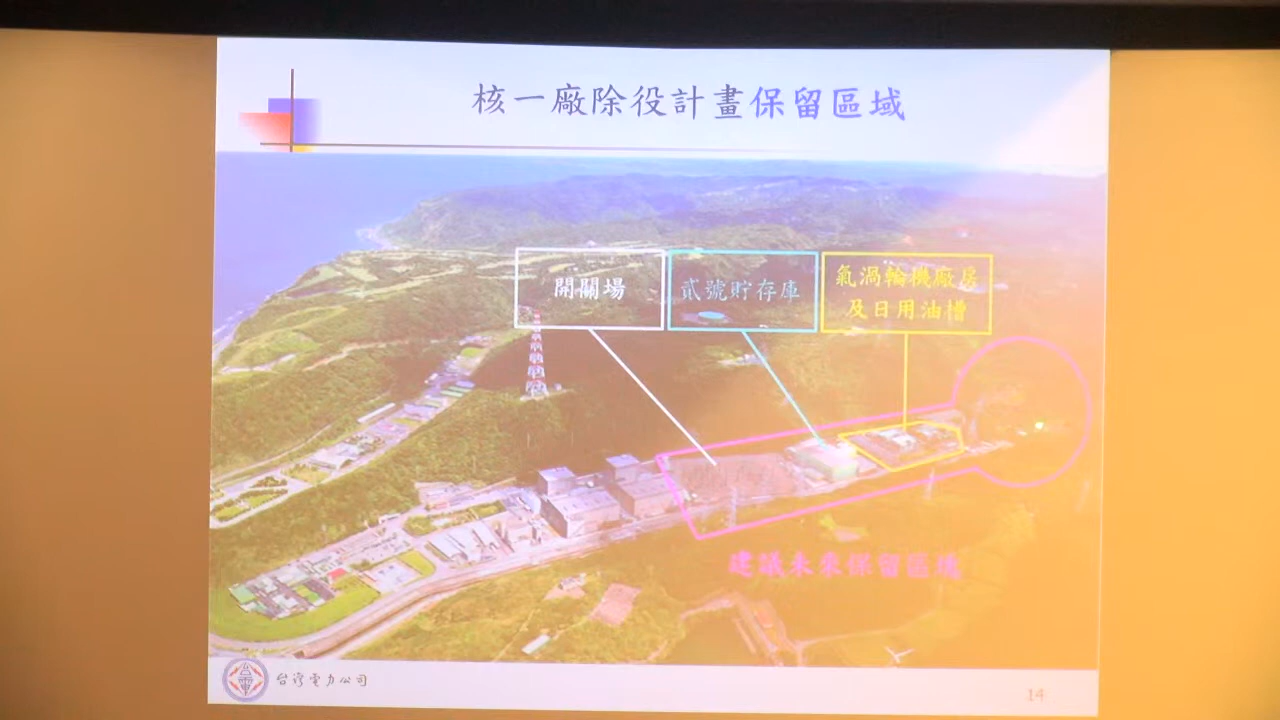 核一廠除役計畫保留區域
開關場
貳號貯存庫
氣渦輪機廠房
及日用油槽
建議未來保留區塊
台灣電力公司
14